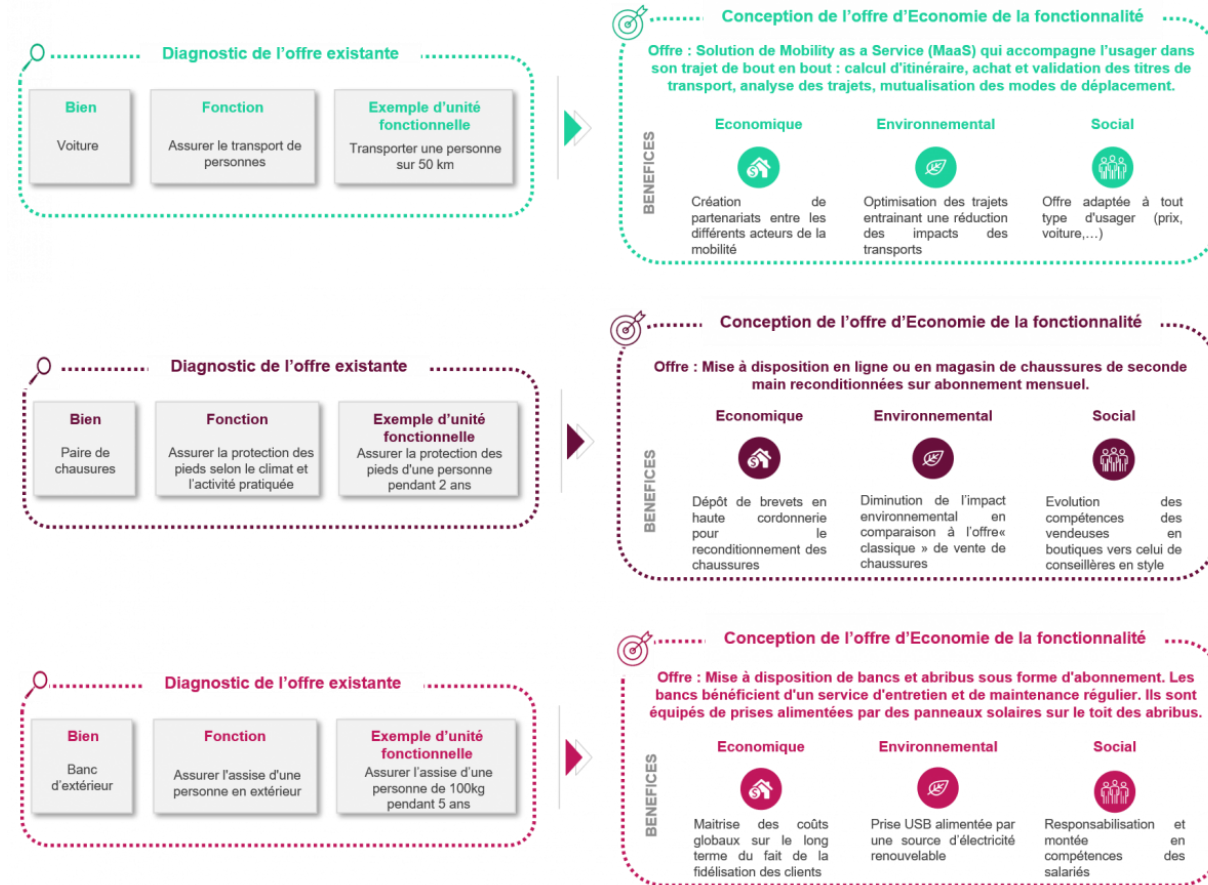 Diagnostic de l'offre existante
Bien
Voiture
Fonction
Assurer le transport de
personnes
Exemple d'unité
fonctionnelle
Transporter une personne
sur 50 km
Conception de l'offre d'Economie de la fonctionnalité
Offre : Solution de Mobility as a Service (MaaS) qui accompagne l'usager dans
son trajet de bout en bout : calcul d'itinéraire, achat et validation des titres de
transport, analyse des trajets, mutualisation des modes de déplacement.
BENEFICES
Economique
Création de
partenariats entre les
différents acteurs de la
mobilité
Environnemental
Optimisation des trajets
entrainant une réduction
des impacts des
transports
Social
Offre adaptée à tout
type d'usager (prix,
voiture,…)
Diagnostic de l'offre existante
Bien
Paire de
chausures
Fonction
Assurer la protection des
pieds selon le climat et
l'activité pratiquée
Exemple d'unité
fonctionnelle
Assurer la protection des
pieds d'une personne
pendant 2 ans
Conception de l'offre d'Economie de la fonctionnalité
Offre : Mise à disposition en ligne ou en magasin de chaussures de seconde
main reconditionnées sur abonnement mensuel.
BENEFICES
Economique
Dépôt de brevets en
haute cordonnerie
pour le
reconditionnement des
chaussures
Environnemental
Diminution de l'impact
environnemental en
comparaison à l'offre«
classique » de vente de
chaussures
Social
Evolution des
compétences des
vendeuses en
boutiques vers celui de
conseillères en style
Diagnostic de l'offre existante
Bien
Banc
d'extérieur
Fonction
Assurer l'assise d'une
personne en extérieur
Exemple d'unité
fonctionnelle
Assurer l'assise d'une
personne de 100kg
pendant 5 ans
Conception de l'offre d'Economie de la fonctionnalité
Offre : Mise à disposition de bancs et abribus sous forme d'abonnement. Les
bancs bénéficient d'un service d'entretien et de maintenance régulier. Ils sont
équipés de prises alimentées par des panneaux solaires sur le toit des abribus.
BENEFICES
Economique
Maitrise des coûts
globaux sur le long
terme du fait de la
fidélisation des clients
Environnemental
Prise USB alimentée par
une source d'électricité
renouvelable
Social
Responsabilisation et
montée en
compétences des
salariés